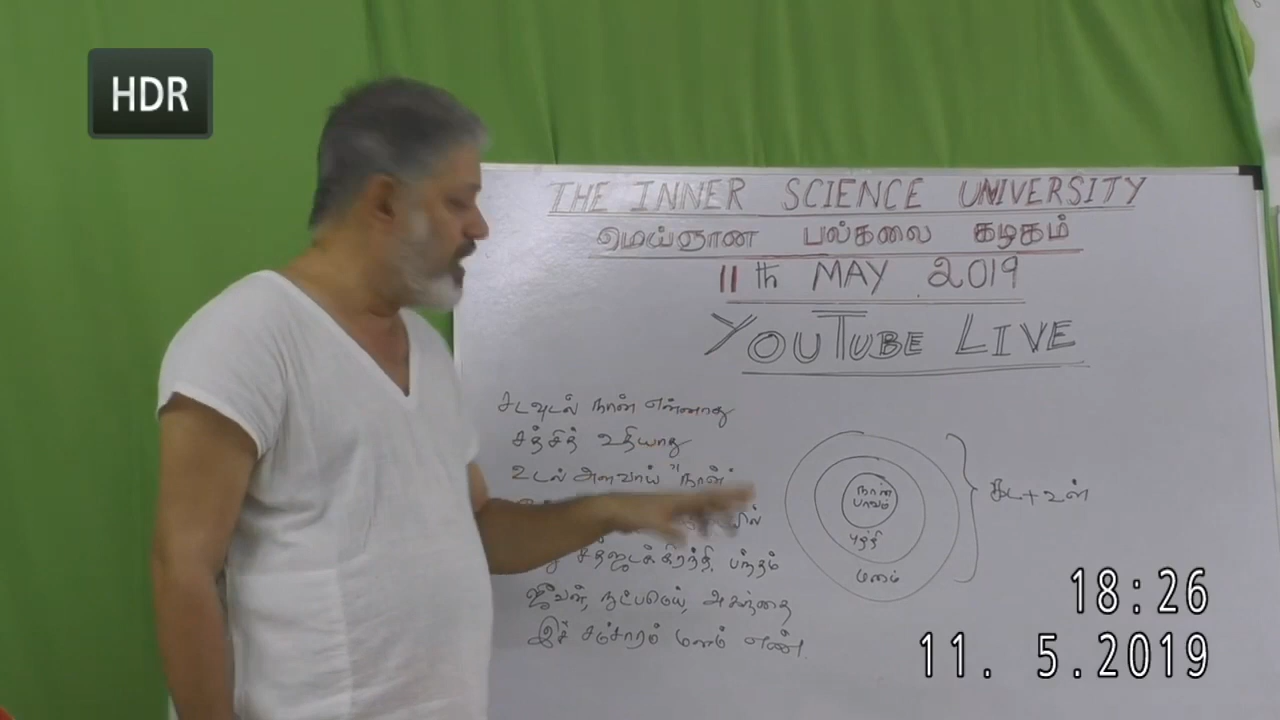 HDR
THE INNER SCIENCE UNIVERSITY
மெய்ஞான பல்கலை கழகம்
11th MAY 2019
YOUTUBE LIVE
சடவுடல் நான் என்னாது
சத்சித் உதியாது
உடல் அளவாய் "நான்"
யில்
சிதஜடக்கிரந்தி, பந்தம்
ஜீவன், நுட்பமெய், அகந்தை
இச் சம்சாரம் மனம் எண்.
நான்
பாவம்
புத்தி
மனம்
கட + உள்
18:26
11. 5.2019